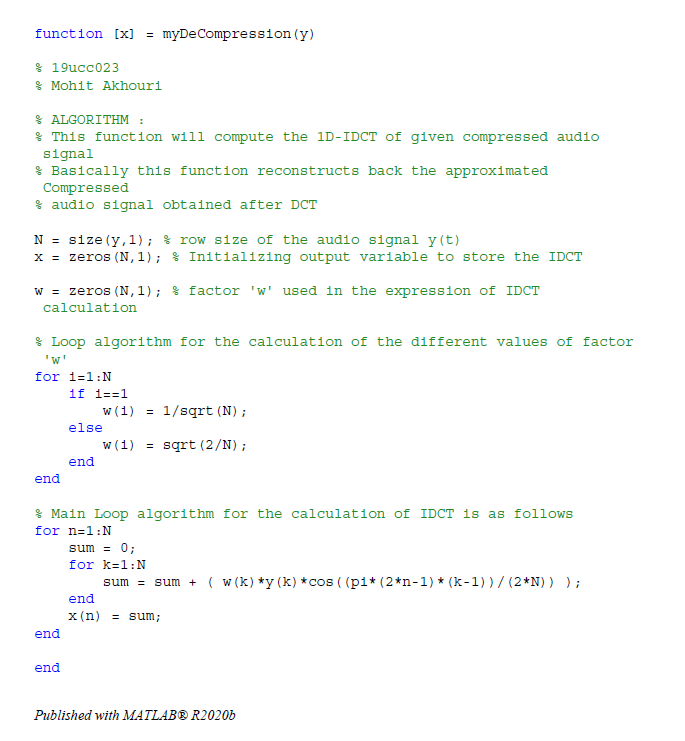 function [x] = myDeCompression(y)
% 19ucc023
% Mohit Akhouri
% ALGORITHM :
% This function will compute the 1D-IDCT of given compressed audio
signal
% Basically this function reconstructs back the approximated
Compressed
% audio signal obtained after DCT
N = size(y,1); % row size of the audio signal y(t)
x = zeros(N,1); % Initializing output variable to store the IDCT
w = zeros(N,1); % factor 'w' used in the expression of IDCT
calculation
% Loop algorithm for the calculation of the different values of factor
'w'
for i=1:N
if i==1
w(i) = 1/sqrt(N);
else
w(i) = sqrt(2/N);
end
end
% Main Loop algorithm for the calculation of IDCT is as follows
for n=1:N
sum = 0;
for k=1:N
sum = sum + ( w(k)*y(k)*cos((pi*(2*n-1)*(k-1))/(2*N)) );
end
x(n) = sum;
end
end
Published with MATLAB® R2020b